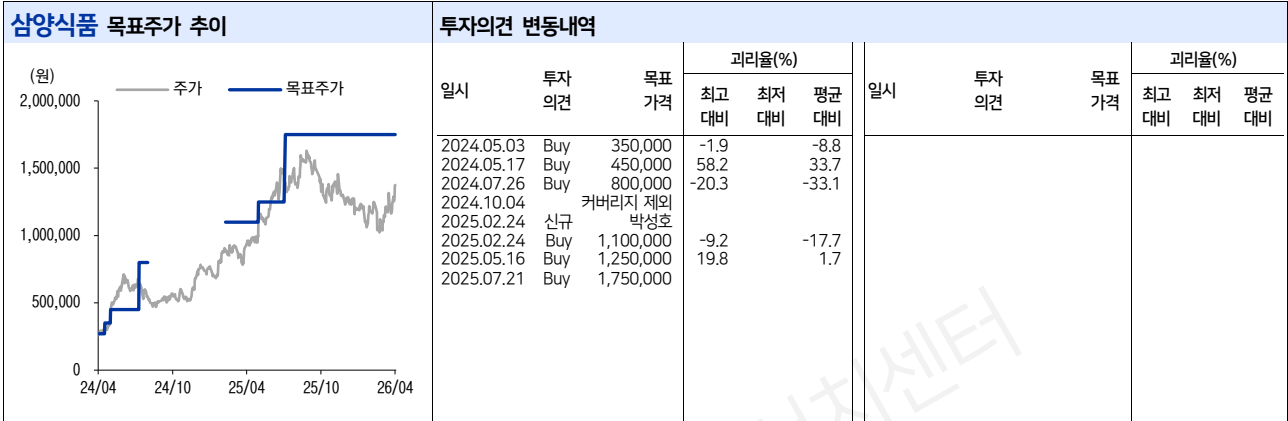 삼양식품 목표주가 추이
투자의견 변동내역
(원)
주가
목표주가
2,000,000
1,500,000
1,000,000
500,000
0
24/04 24/10 25/04 25/10 26/04
일시 투자의견 목표가격 괴리율(%)
최고대비 최저대비 평균대비
일시 투자의견 목표가격 괴리율(%)
최고대비 최저대비 평균대비
2024.05.03 Buy 350,000 -1.9 -8.8
2024.05.17 Buy 450,000 58.2 33.7
2024.07.26 Buy 800,000 -20.3 -33.1
2024.10.04 커버리지 제외
2025.02.24 신규 박성호
2025.02.24 Buy 1,100,000 -9.2 -17.7
2025.05.16 Buy 1,250,000 19.8 1.7
2025.07.21 Buy 1,750,000